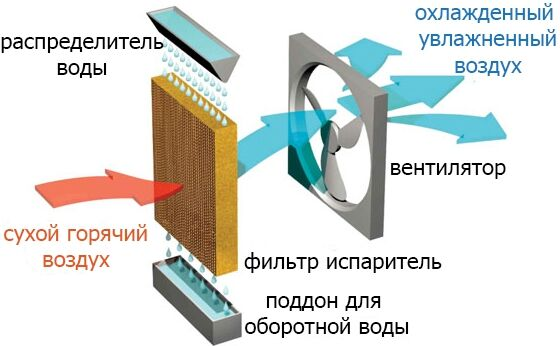 распределитель
воды
охлажденный
увлажненный
воздух
вентилятор
сухой горячий
воздух
фильтр испаритель
поддон для
оборотной воды